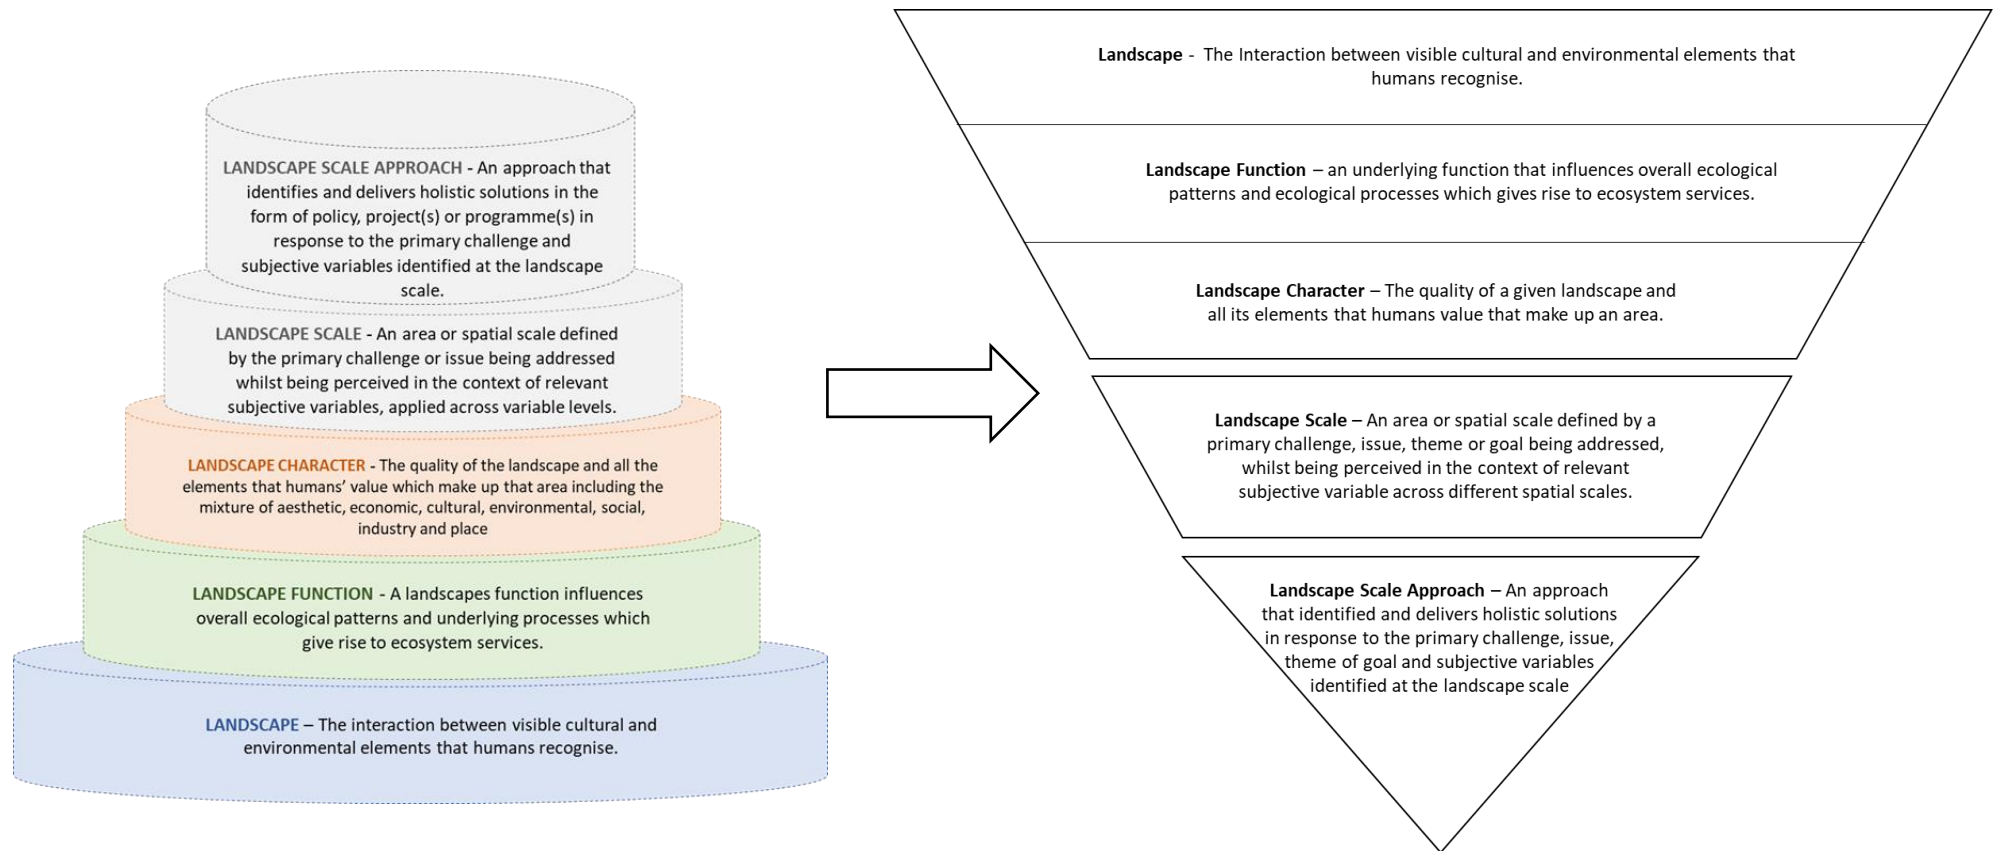 LANDSCAPE SCALE APPROACH - An approach that
identifies and delivers holistic solutions in the
form of policy, project(s) or programme(s) in
response to the primary challenge and
subjective variables identified at the landscape
scale.
LANDSCAPE SCALE - An area or spatial scale defined
by the primary challenge or issue being addressed
whilst being perceived in the context of relevant
subjective variables, applied across variable levels.
LANDSCAPE CHARACTER - The quality of the landscape and all the
elements that humans’ value which make up that area including the
mixture of aesthetic, economic, cultural, environmental, social,
industry and place
LANDSCAPE FUNCTION - A landscapes function influences
overall ecological patterns and underlying processes which
give rise to ecosystem services.
LANDSCAPE – The interaction between visible cultural and
environmental elements that humans recognise.
Landscape - The Interaction between visible cultural and environmental elements that
humans recognise.
Landscape Function – an underlying function that influences overall ecological
patterns and ecological processes which gives rise to ecosystem services.
Landscape Character – The quality of a given landscape and
all its elements that humans value that make up an area.
Landscape Scale – An area or spatial scale defined by a
primary challenge, issue, theme or goal being addressed,
whilst being perceived in the context of relevant
subjective variable across different spatial scales.
Landscape Scale Approach – An approach
that identified and delivers holistic solutions
in response to the primary challenge, issue,
theme of goal and subjective variables
identified at the landscape scale